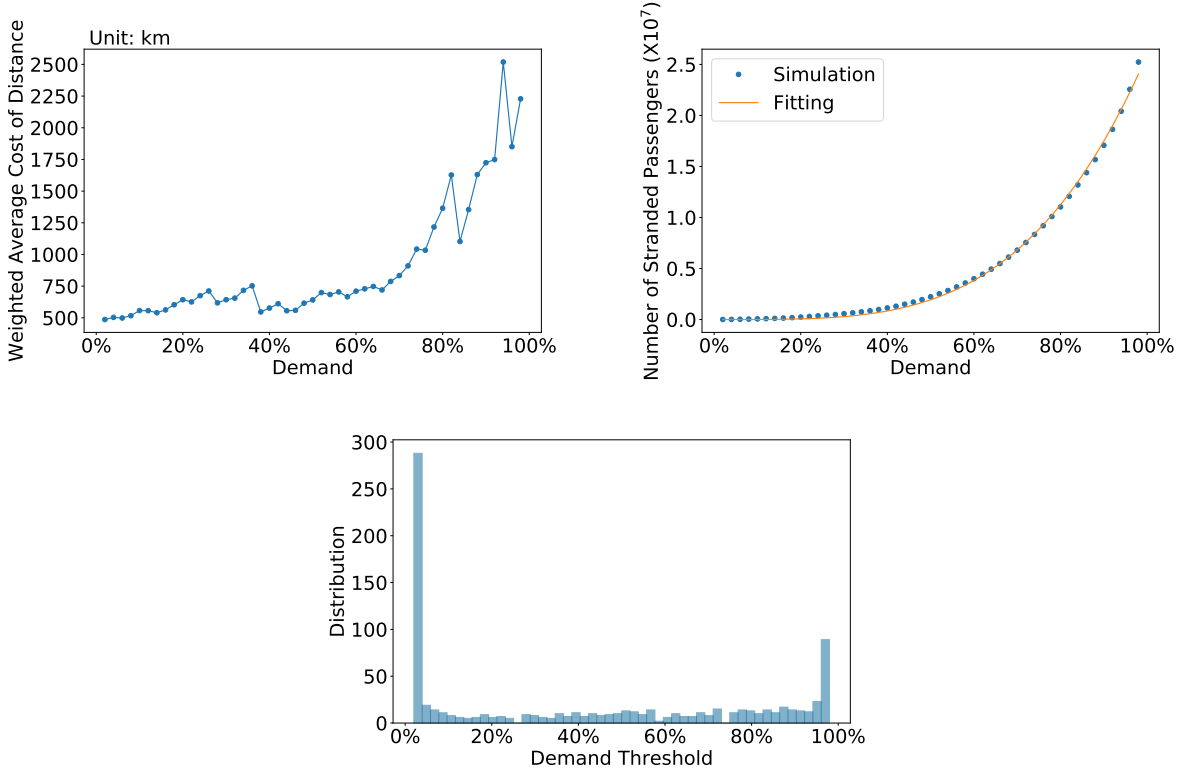 Unit: km
Weighted Average Cost of Distance
2500
2250
2000
1750
1500
1250
1000
750
500
0% 20% 40% 60% 80% 100%
Demand
Number of Stranded Passengers (X10⁷)
Simulation
Fitting
2.5
2.0
1.5
1.0
0.5
0.0
0% 20% 40% 60% 80% 100%
Demand
Distribution
300
250
200
150
100
50
0
0% 20% 40% 60% 80% 100%
Demand Threshold